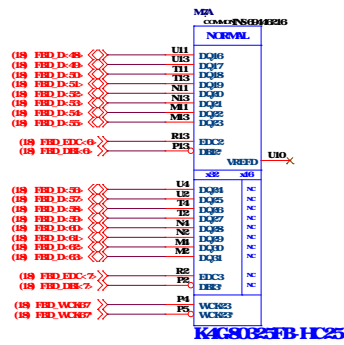 M7A
NORMAL
(18) FBD_D<48> U11 DQ16
(18) FBD_D<49> U13 DQ17
(18) FBD_D<50> T11 DQ18
(18) FBD_D<51> T13 DQ19
(18) FBD_D<52> N11 DQ20
(18) FBD_D<53> N13 DQ21
(18) FBD_D<54> M11 DQ22
(18) FBD_D<55> M13 DQ23
(18) FBD_EDC<6> R13 EDC2
(18) FBD_DBI<6> P13 DBI2*
VREFD U10
x32 x16
(18) FBD_D<56> U4 DQ24 NC
(18) FBD_D<57> U2 DQ25 NC
(18) FBD_D<58> T4 DQ26 NC
(18) FBD_D<59> T2 DQ27 NC
(18) FBD_D<60> N4 DQ28 NC
(18) FBD_D<61> N2 DQ29 NC
(18) FBD_D<62> M4 DQ30 NC
(18) FBD_D<63> M2 DQ31 NC
(18) FBD_EDC<7> R2 EDC3 NC
(18) FBD_DBI<7> P2 DBI3* NC
(18) FBD_WCKB7 P4 WCK23
(18) FBD_WCKB7* P5 WCK23*
K4G80325FB-HC25